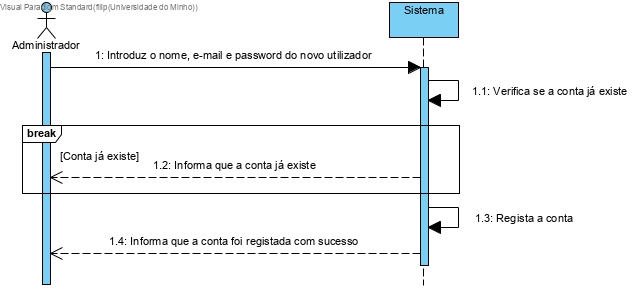 Visual Paradigm Standard(filip(Universidade do Minho))
Sistema
Administrador
1: Introduz o nome, e-mail e password do novo utilizador
1.1: Verifica se a conta já existe
break
[Conta já existe]
1.2: Informa que a conta já existe
1.3: Regista a conta
1.4: Informa que a conta foi registada com sucesso